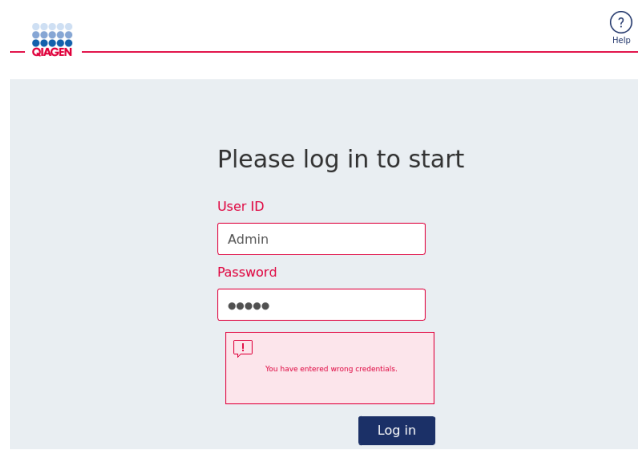 QIAGEN
Help
Please log in to start
User ID
Admin
Password
●●●●●
!
You have entered wrong credentials.
Log in